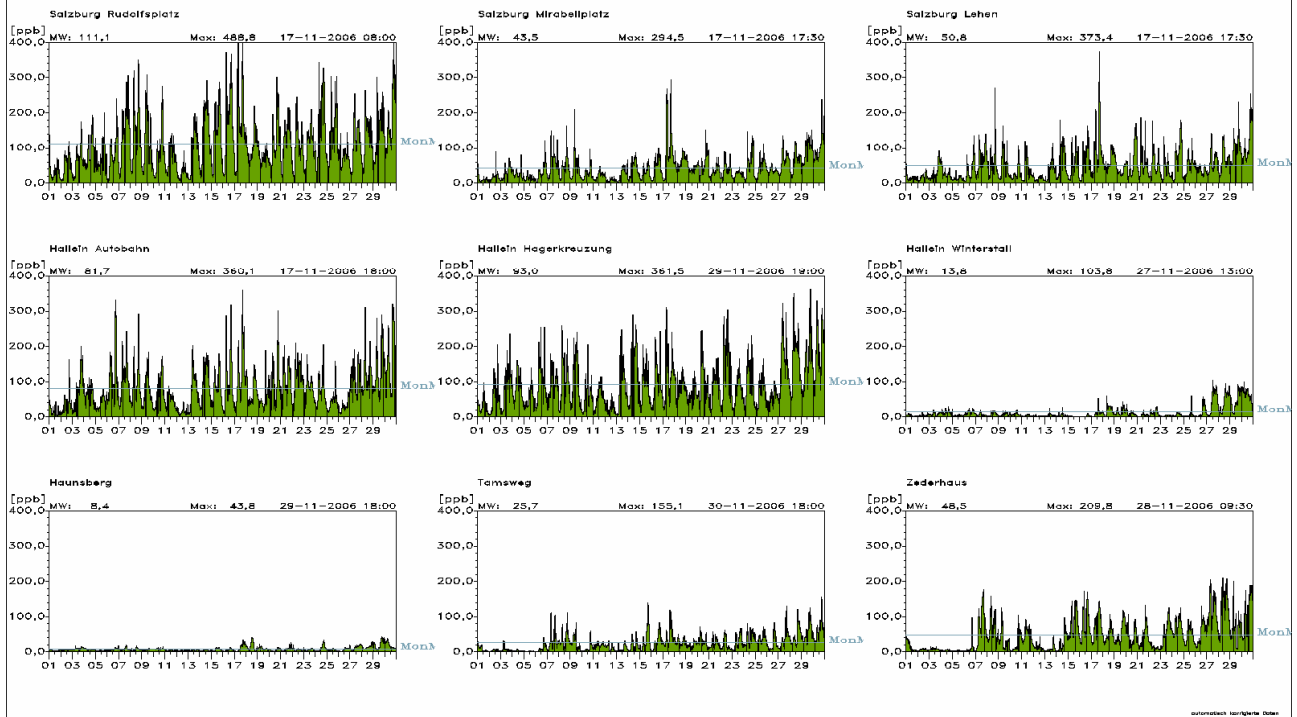 Salzburg Rudolfsplatz
[ppb] MW: 111,1 Max: 488,8 17-11-2006 08:00
400,0
300,0
200,0
100,0 MonM
0,0
01 03 05 07 09 11 13 15 17 19 21 23 25 27 29
Salzburg Mirabellplatz
[ppb] MW: 43,5 Max: 294,5 17-11-2006 17:30
400,0
300,0
200,0
100,0
MonM
0,0
01 03 05 07 09 11 13 15 17 19 21 23 25 27 29
Salzburg Lehen
[ppb] MW: 50,8 Max: 373,4 17-11-2006 17:30
400,0
300,0
200,0
100,0
MonM
0,0
01 03 05 07 09 11 13 15 17 19 21 23 25 27 29
Hallein Autobahn
[ppb] MW: 81,7 Max: 360,1 17-11-2006 18:00
400,0
300,0
200,0
100,0 MonM
0,0
01 03 05 07 09 11 13 15 17 19 21 23 25 27 29
Hallein Hagerkreuzung
[ppb] MW: 93,0 Max: 361,5 29-11-2006 19:00
400,0
300,0
200,0
100,0 MonM
0,0
01 03 05 07 09 11 13 15 17 19 21 23 25 27 29
Hallein Winterstall
[ppb] MW: 13,8 Max: 103,8 27-11-2006 13:00
400,0
300,0
200,0
100,0
MonM
0,0
01 03 05 07 09 11 13 15 17 19 21 23 25 27 29
Haunsberg
[ppb] MW: 8,4 Max: 43,8 29-11-2006 18:00
400,0
300,0
200,0
100,0
MonM
0,0
01 03 05 07 09 11 13 15 17 19 21 23 25 27 29
Tamsweg
[ppb] MW: 25,7 Max: 155,1 30-11-2006 18:00
400,0
300,0
200,0
100,0
MonM
0,0
01 03 05 07 09 11 13 15 17 19 21 23 25 27 29
Zederhaus
[ppb] MW: 48,5 Max: 209,8 28-11-2006 09:30
400,0
300,0
200,0
100,0
MonM
0,0
01 03 05 07 09 11 13 15 17 19 21 23 25 27 29
automatisch korrigierte Daten